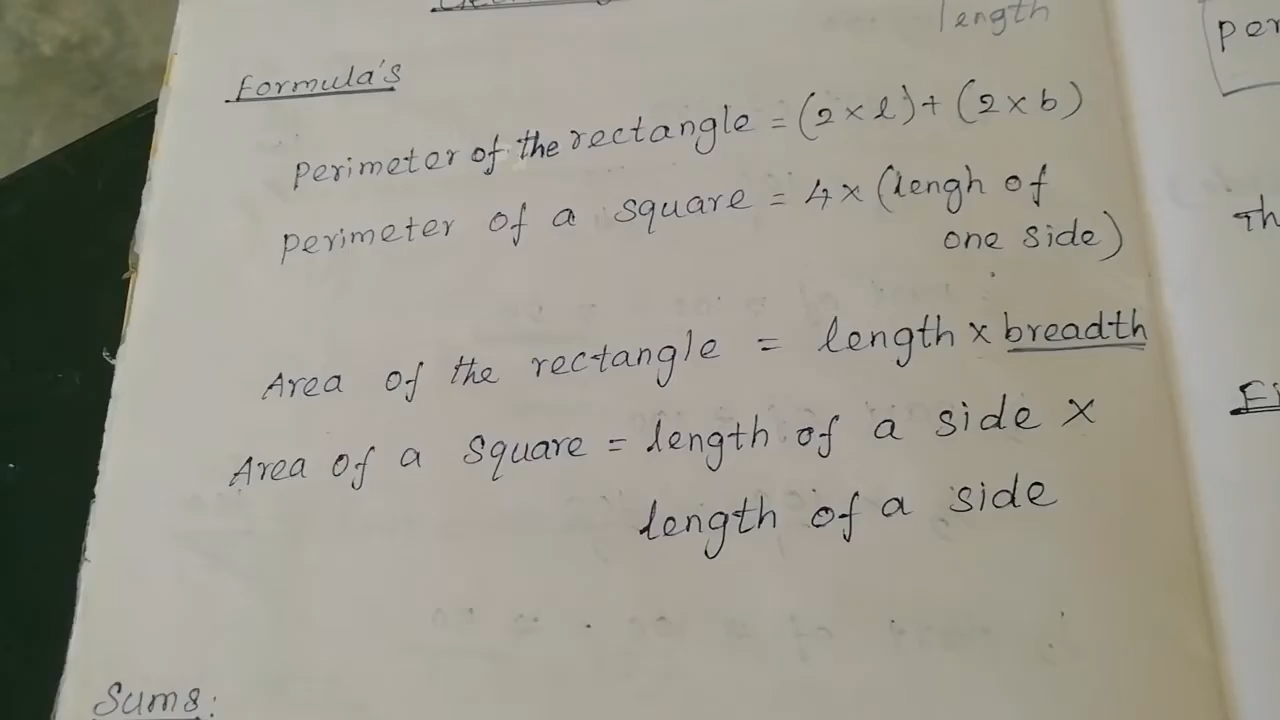 length
Formula's
Perimeter of the rectangle = (2 × l) + (2 × b)
Perimeter of a square = 4 × (lengh of
one side)
Area of the rectangle = length × breadth
Area of a square = length of a side ×
length of a side
Sums:
per
Th
Fi